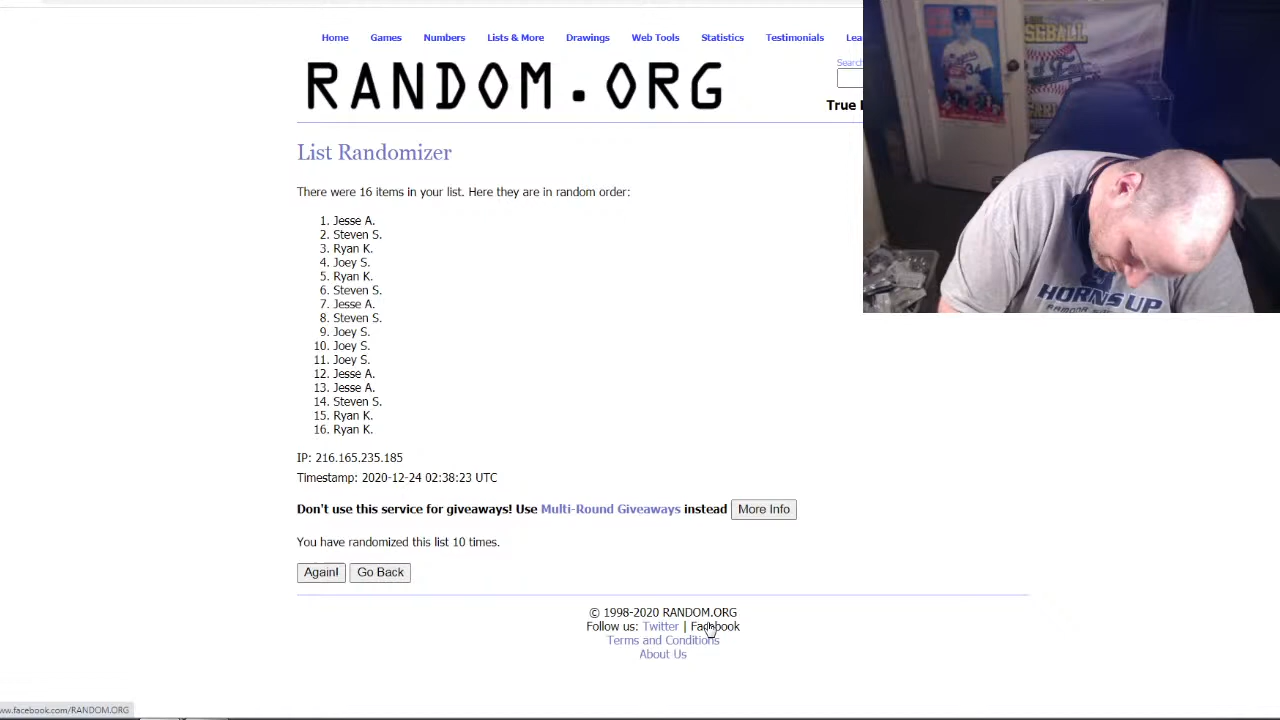 Home Games Numbers Lists & More Drawings Web Tools Statistics Testimonials
RANDOM.ORG
Search
True
List Randomizer
There were 16 items in your list. Here they are in random order:
1. Jesse A.
2. Steven S.
3. Ryan K.
4. Joey S.
5. Ryan K.
6. Steven S.
7. Jesse A.
8. Steven S.
9. Joey S.
10. Joey S.
11. Joey S.
12. Jesse A.
13. Jesse A.
14. Steven S.
15. Ryan K.
16. Ryan K.
IP: 216.165.235.185
Timestamp: 2020-12-24 02:38:23 UTC
Don't use this service for giveaways! Use Multi-Round Giveaways instead More Info
You have randomized this list 10 times.
Again! Go Back
© 1998-2020 RANDOM.ORG
Follow us: Twitter | Facebook
Terms and Conditions
About Us
ww.facebook.com/RANDOM.ORG
Dodgers
34
HORNS UP